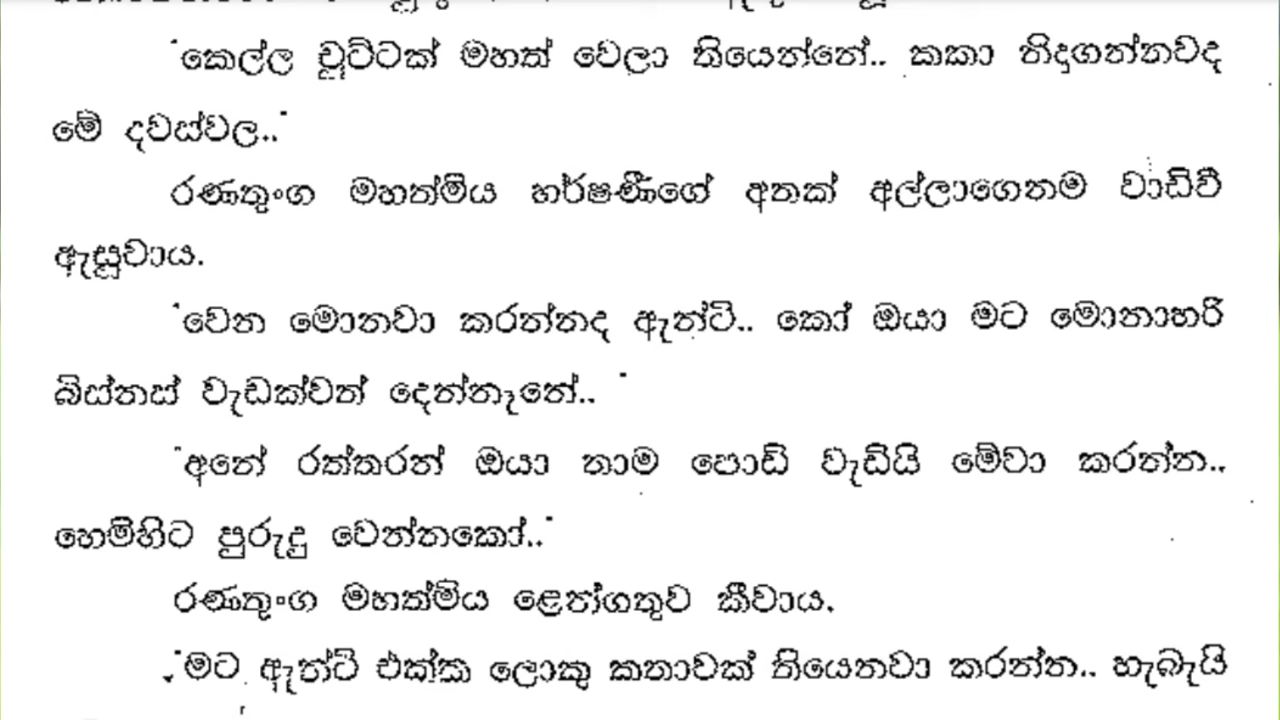 "කෙල්ල චූට්ටක් මහත් වෙලා තියෙන්නේ.. කකා නිදගන්නවද
මේ දවස්වල.."
රණතුංග මහත්මිය හර්ෂණීගේ අතක් අල්ලාගෙනම වාඩිවී
ඇසුවාය.
"වෙන මොනවා කරන්නද ඇන්ටි.. කෝ ඔයා මට මොනාහරි
බිස්නස් වැඩක්වත් දෙන්නෑනේ.. "
"අනේ රත්තරන් ඔයා තාම පොඩි වැඩියි මේවා කරන්න..
හෙමිහිට පුරුදු වෙන්නකෝ.."
රණතුංග මහත්මිය ළෙන්ගතුව කීවාය.
"මට ඇන්ටි එක්ක ලොකු කතාවක් තියෙනවා කරන්න.. හැබැයි